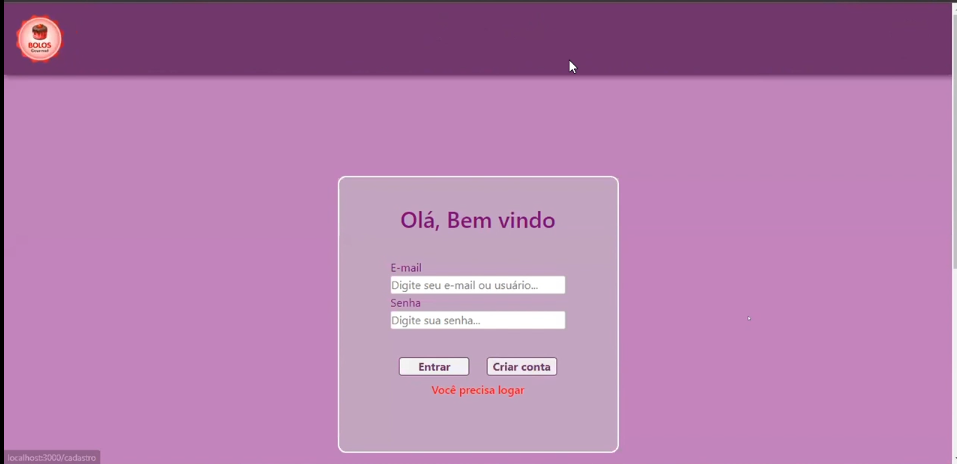 BOLOS
Gourmet
Olá, Bem vindo
E-mail
Digite seu e-mail ou usuário...
Senha
Digite sua senha...
Entrar
Criar conta
Você precisa logar
localhost:3000/cadastro